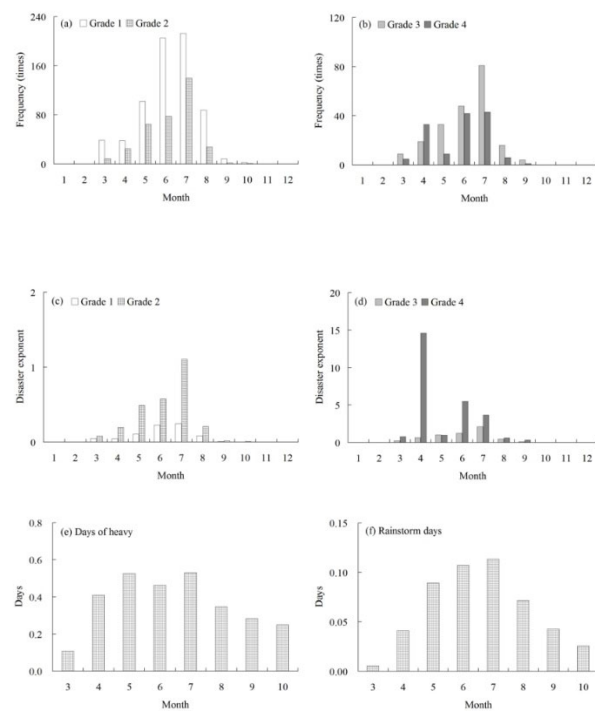 (a) Grade 1 Grade 2
240
160
80
0
Frequency (times)
1 2 3 4 5 6 7 8 9 10 11 12
Month
(b) Grade 3 Grade 4
120
80
40
0
Frequency (times)
1 2 3 4 5 6 7 8 9 10 11 12
Month
(c) Grade 1 Grade 2
2
1
0
Disaster exponent
1 2 3 4 5 6 7 8 9 10 11 12
Month
(d) Grade 3 Grade 4
20
15
10
5
0
Disaster exponent
1 2 3 4 5 6 7 8 9 10 11 12
Month
(e) Days of heavy
0.8
0.6
0.4
0.2
0.0
Days
3 4 5 6 7 8 9 10
Month
(f) Rainstorm days
0.15
0.10
0.05
0.00
Days
3 4 5 6 7 8 9 10
Month